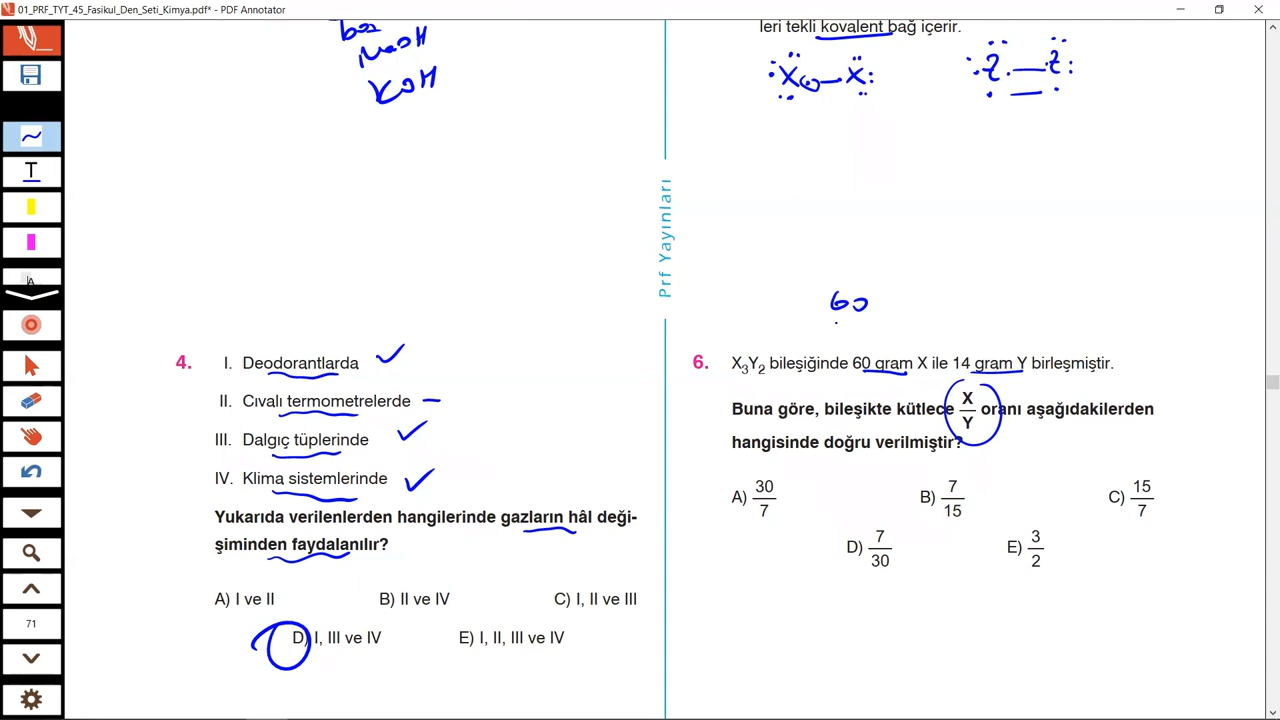 01_PRF_TYT_45_Fasikul_Den_Seti_Kimya.pdf* - PDF Annotator
T
A
71
baz
NaOH
KOH
4. I. Deodorantlarda
II. Cıvalı termometrelerde
III. Dalgıç tüplerinde
IV. Klima sistemlerinde
Yukarıda verilenlerden hangilerinde gazların hâl deği-
şiminden faydalanılır?
A) I ve II B) II ve IV C) I, II ve III
D) I, III ve IV E) I, II, III ve IV
Prf Yayınları
leri tekli kovalent bağ içerir.
X X
Z Z
60
6. X₃Y₂ bileşiğinde 60 gram X ile 14 gram Y birleşmiştir.
Buna göre, bileşikte kütlece X/Y oranı aşağıdakilerden
hangisinde doğru verilmiştir?
A) 30/7 B) 7/15 C) 15/7
D) 7/30 E) 3/2